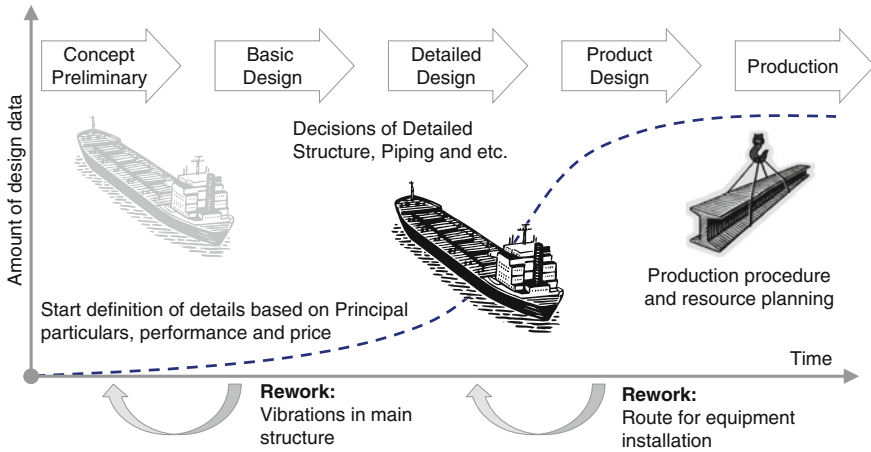 Concept
Preliminary
Basic
Design
Detailed
Design
Product
Design
Production
Amount of design data
Decisions of Detailed
Structure, Piping and etc.
Production procedure
and resource planning
Start definition of details based on Principal
particulars, performance and price
Time
Rework:
Vibrations in main
structure
Rework:
Route for equipment
installation